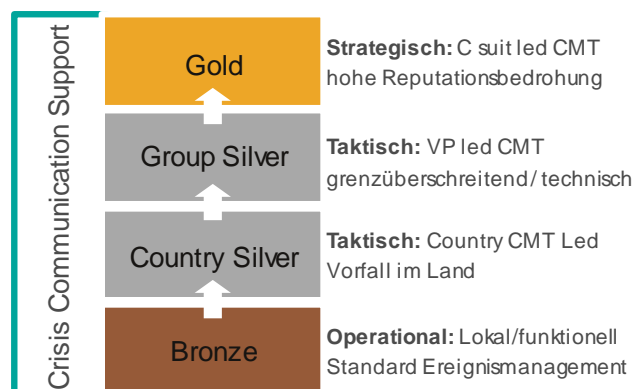 Crisis Communication Support
Gold
Strategisch: C suit led CMT
hohe Reputationsbedrohung
Group Silver
Taktisch: VP led CMT
grenzüberschreitend/ technisch
Country Silver
Taktisch: Country CMT Led
Vorfall im Land
Bronze
Operational: Lokal/funktionell
Standard Ereignismanagement